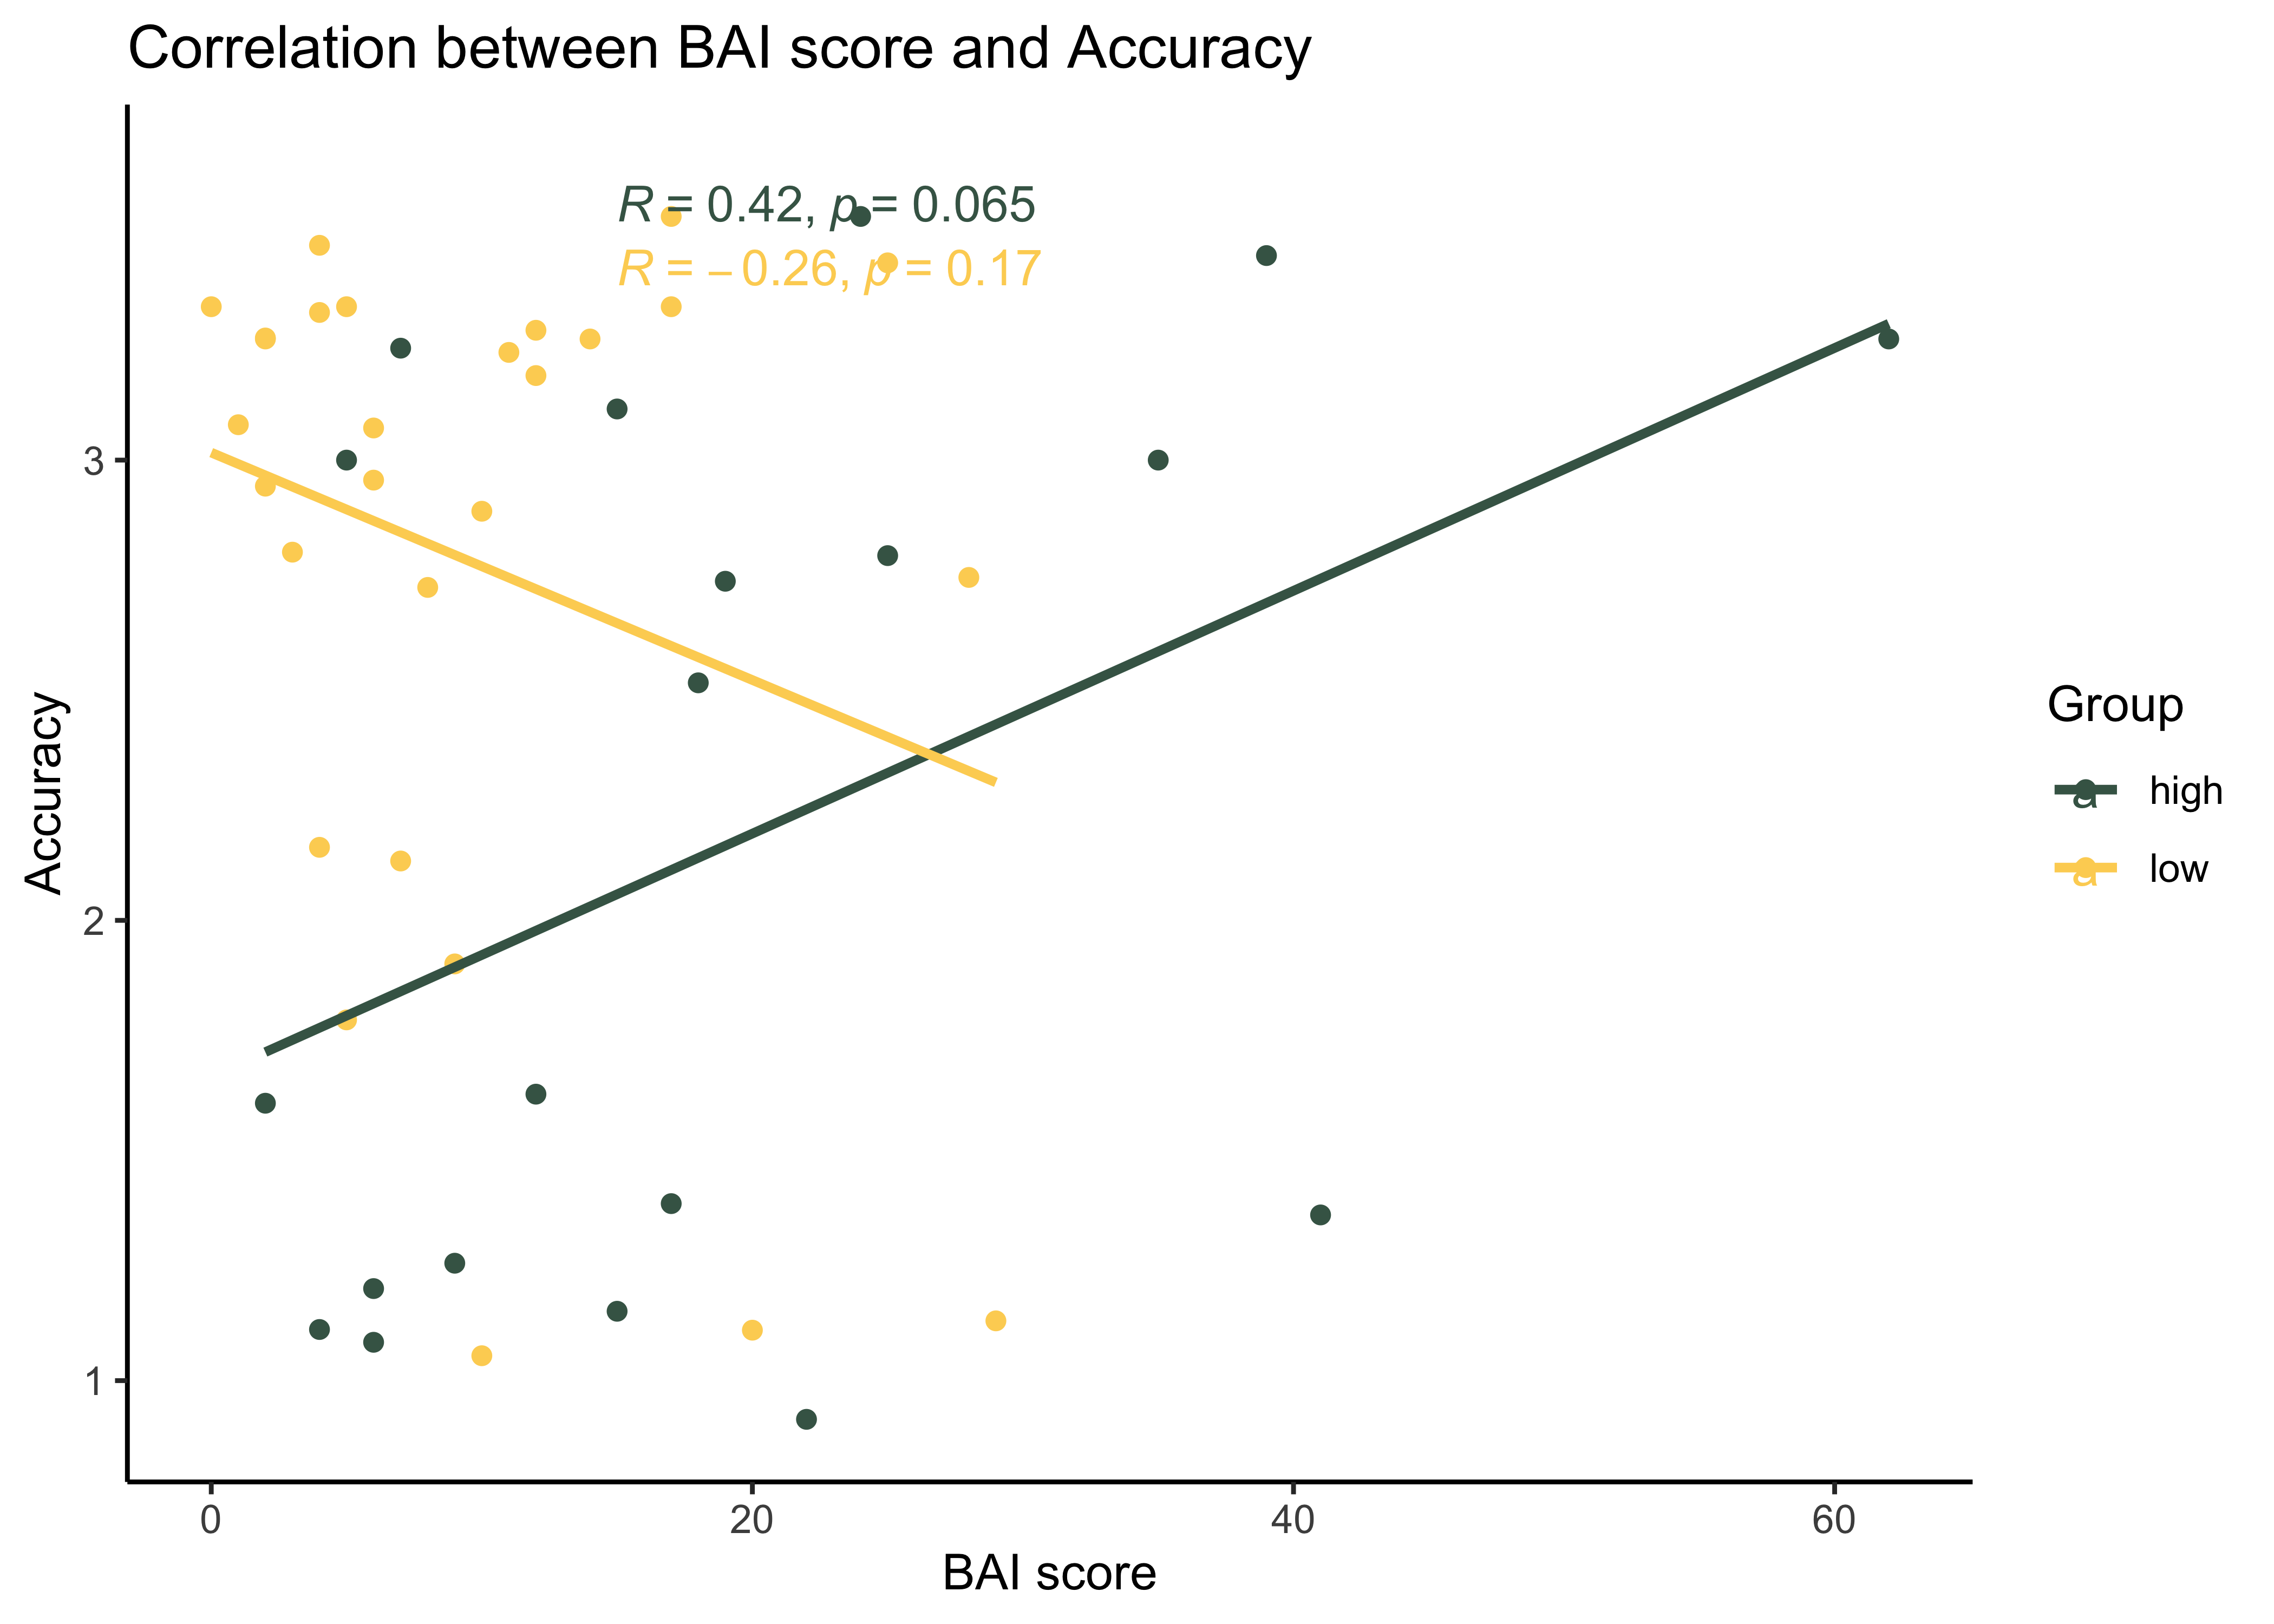 Correlation between BAI score and Accuracy
R = 0.42, p = 0.065
R = – 0.26, p = 0.17
3
2
1
Accuracy
0 20 40 60
BAI score
Group
a high
a low